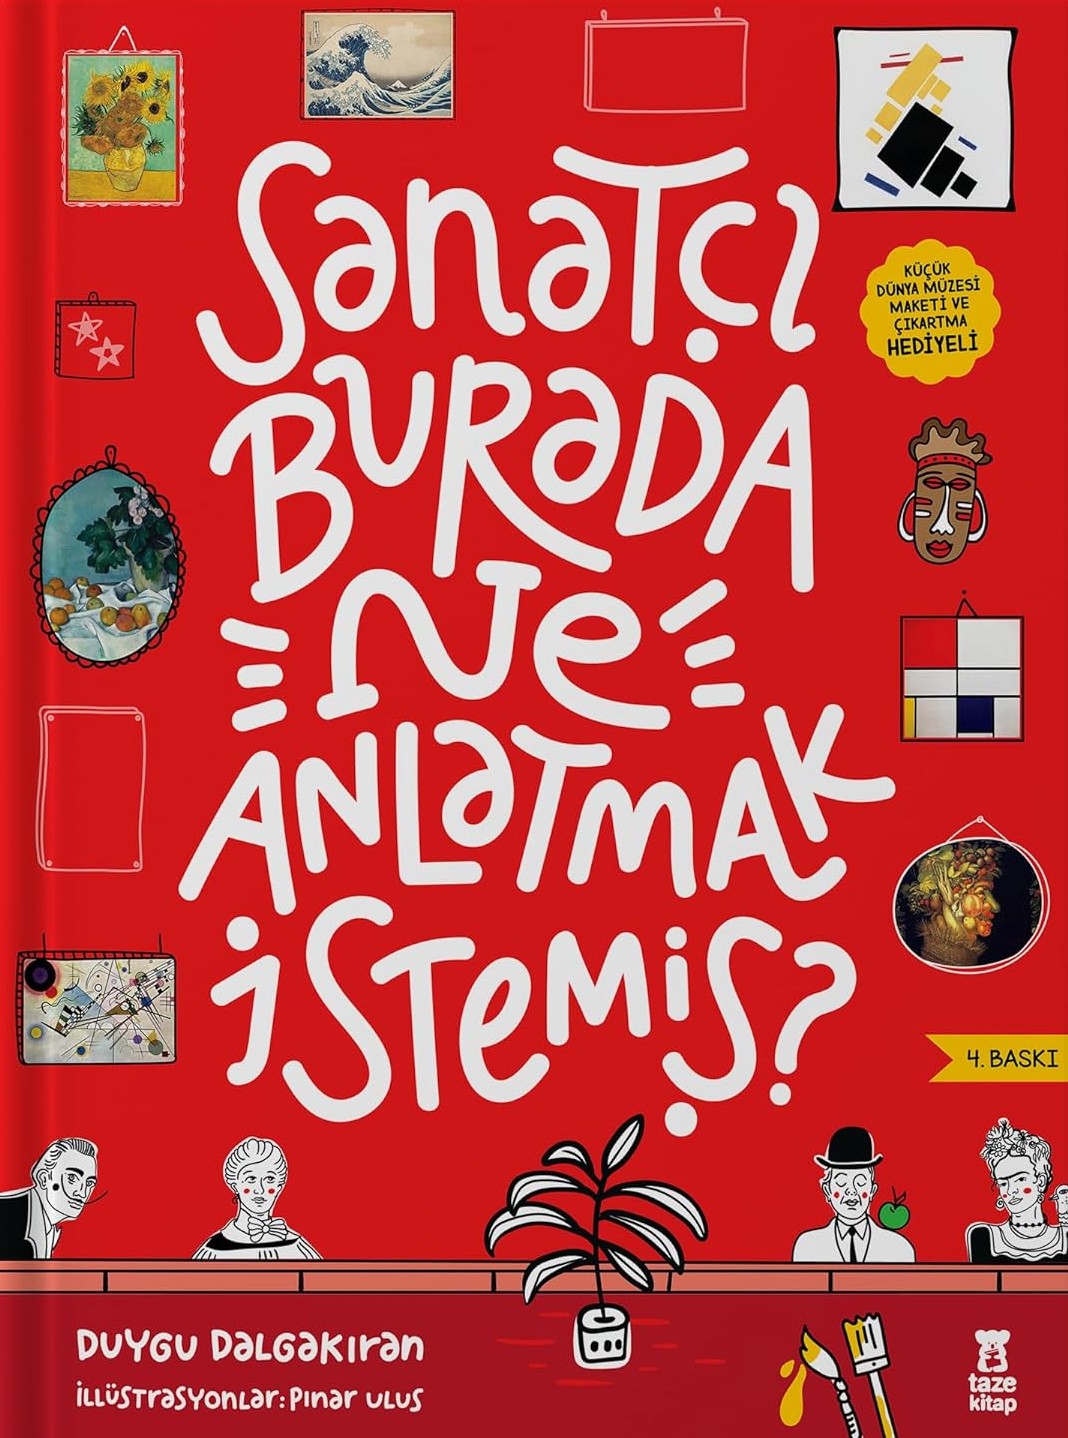 Sanatçı
Burada
Ne
Anlatmak
İstemiş?
KÜÇÜK
DÜNYA MÜZESİ
MAKETİ VE
ÇIKARTMA
HEDİYELİ
4. BASKI
Duygu Dalgakıran
İllüstrasyonlar: Pınar Ulus
taze
kitap